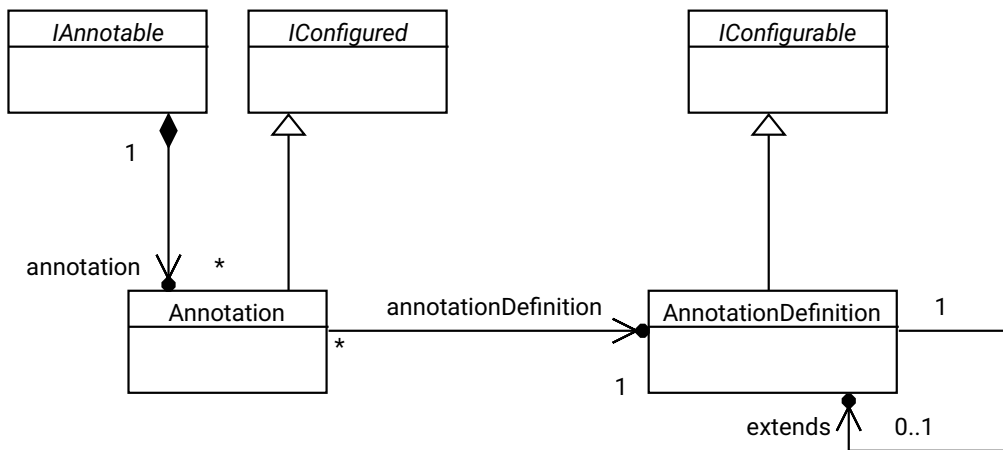 IAnnotable
IConfigured
IConfigurable
1
annotation
*
Annotation
annotationDefinition
*
1
AnnotationDefinition
1
extends
0..1